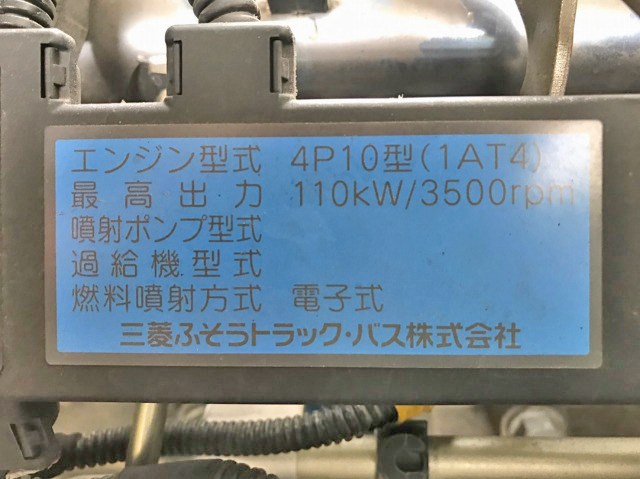 エンジン型式 4P10型(1AT4)
最高出力 110kW/3500rpm
噴射ポンプ型式
過給機型式
燃料噴射方式 電子式
三菱ふそうトラック・バス株式会社